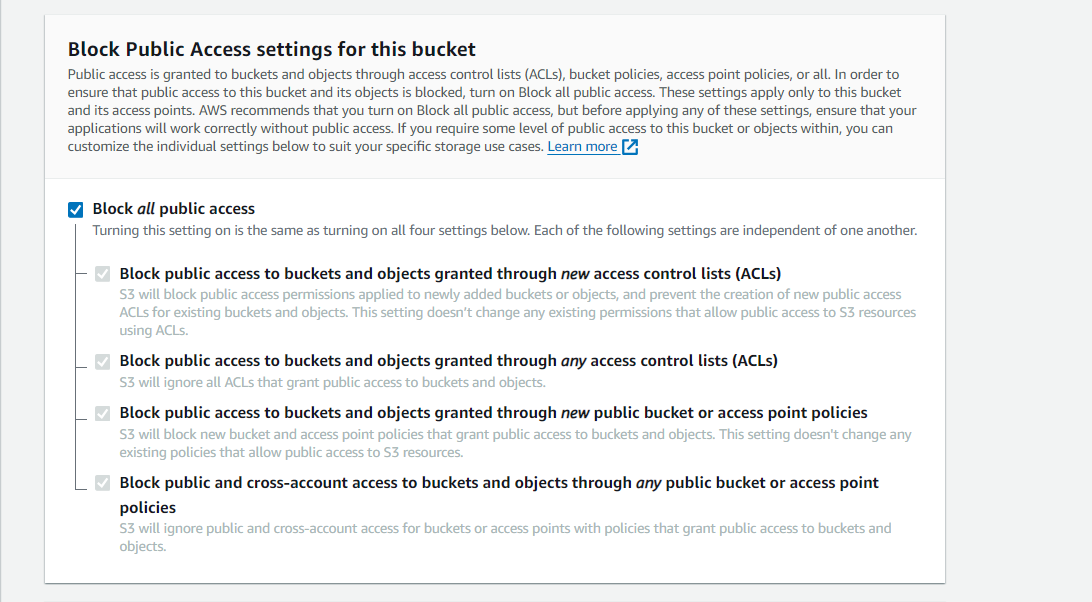 Block Public Access settings for this bucket
Public access is granted to buckets and objects through access control lists (ACLs), bucket policies, access point policies, or all. In order to
ensure that public access to this bucket and its objects is blocked, turn on Block all public access. These settings apply only to this bucket
and its access points. AWS recommends that you turn on Block all public access, but before applying any of these settings, ensure that your
applications will work correctly without public access. If you require some level of public access to this bucket or objects within, you can
customize the individual settings below to suit your specific storage use cases. Learn more
Block all public access
Turning this setting on is the same as turning on all four settings below. Each of the following settings are independent of one another.
Block public access to buckets and objects granted through new access control lists (ACLs)
S3 will block public access permissions applied to newly added buckets or objects, and prevent the creation of new public access
ACLs for existing buckets and objects. This setting doesn't change any existing permissions that allow public access to S3 resources
using ACLs.
Block public access to buckets and objects granted through any access control lists (ACLs)
S3 will ignore all ACLs that grant public access to buckets and objects.
Block public access to buckets and objects granted through new public bucket or access point policies
S3 will block new bucket and access point policies that grant public access to buckets and objects. This setting doesn't change any
existing policies that allow public access to S3 resources.
Block public and cross-account access to buckets and objects through any public bucket or access point
policies
S3 will ignore public and cross-account access for buckets or access points with policies that grant public access to buckets and
objects.